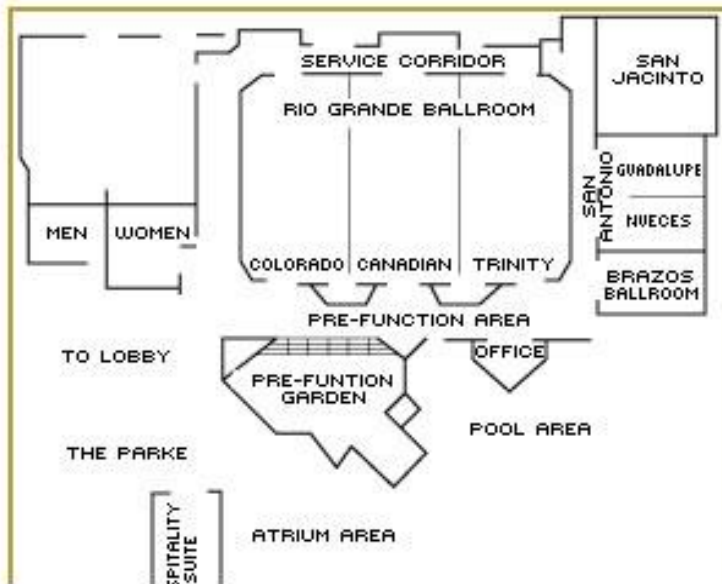 SERVICE CORRIDOR
SAN
JACINTO
RIO GRANDE BALLROOM
SAN
ANTONIO
GUADALUPE
NUECES
MEN
WOMEN
COLORADO
CANADIAN
TRINITY
BRAZOS
BALLROOM
PRE-FUNCTION AREA
TO LOBBY
OFFICE
PRE-FUNTION
GARDEN
POOL AREA
THE PARKE
ATRIUM AREA
SPITALITY
SUITE